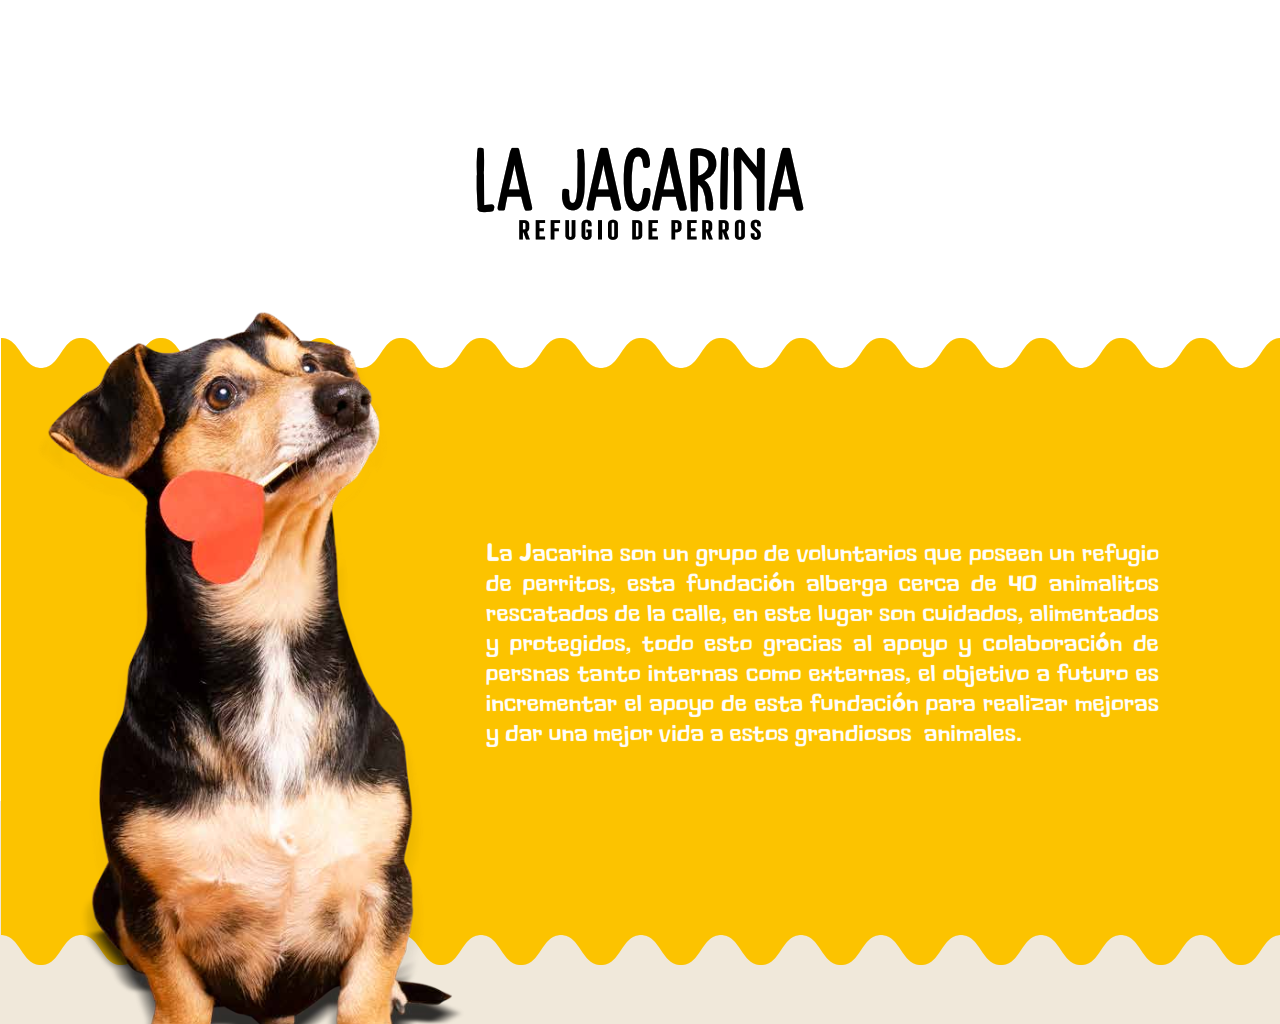 LA JACARINA
REFUGIO DE PERROS
La Jacarina son un grupo de voluntarios que poseen un refugio
de perritos, esta fundación alberga cerca de 40 animalitos
rescatados de la calle, en este lugar son cuidados, alimentados
y protegidos, todo esto gracias al apoyo y colaboración de
persnas tanto internas como externas, el objetivo a futuro es
incrementar el apoyo de esta fundación para realizar mejoras
y dar una mejor vida a estos grandiosos  animales.